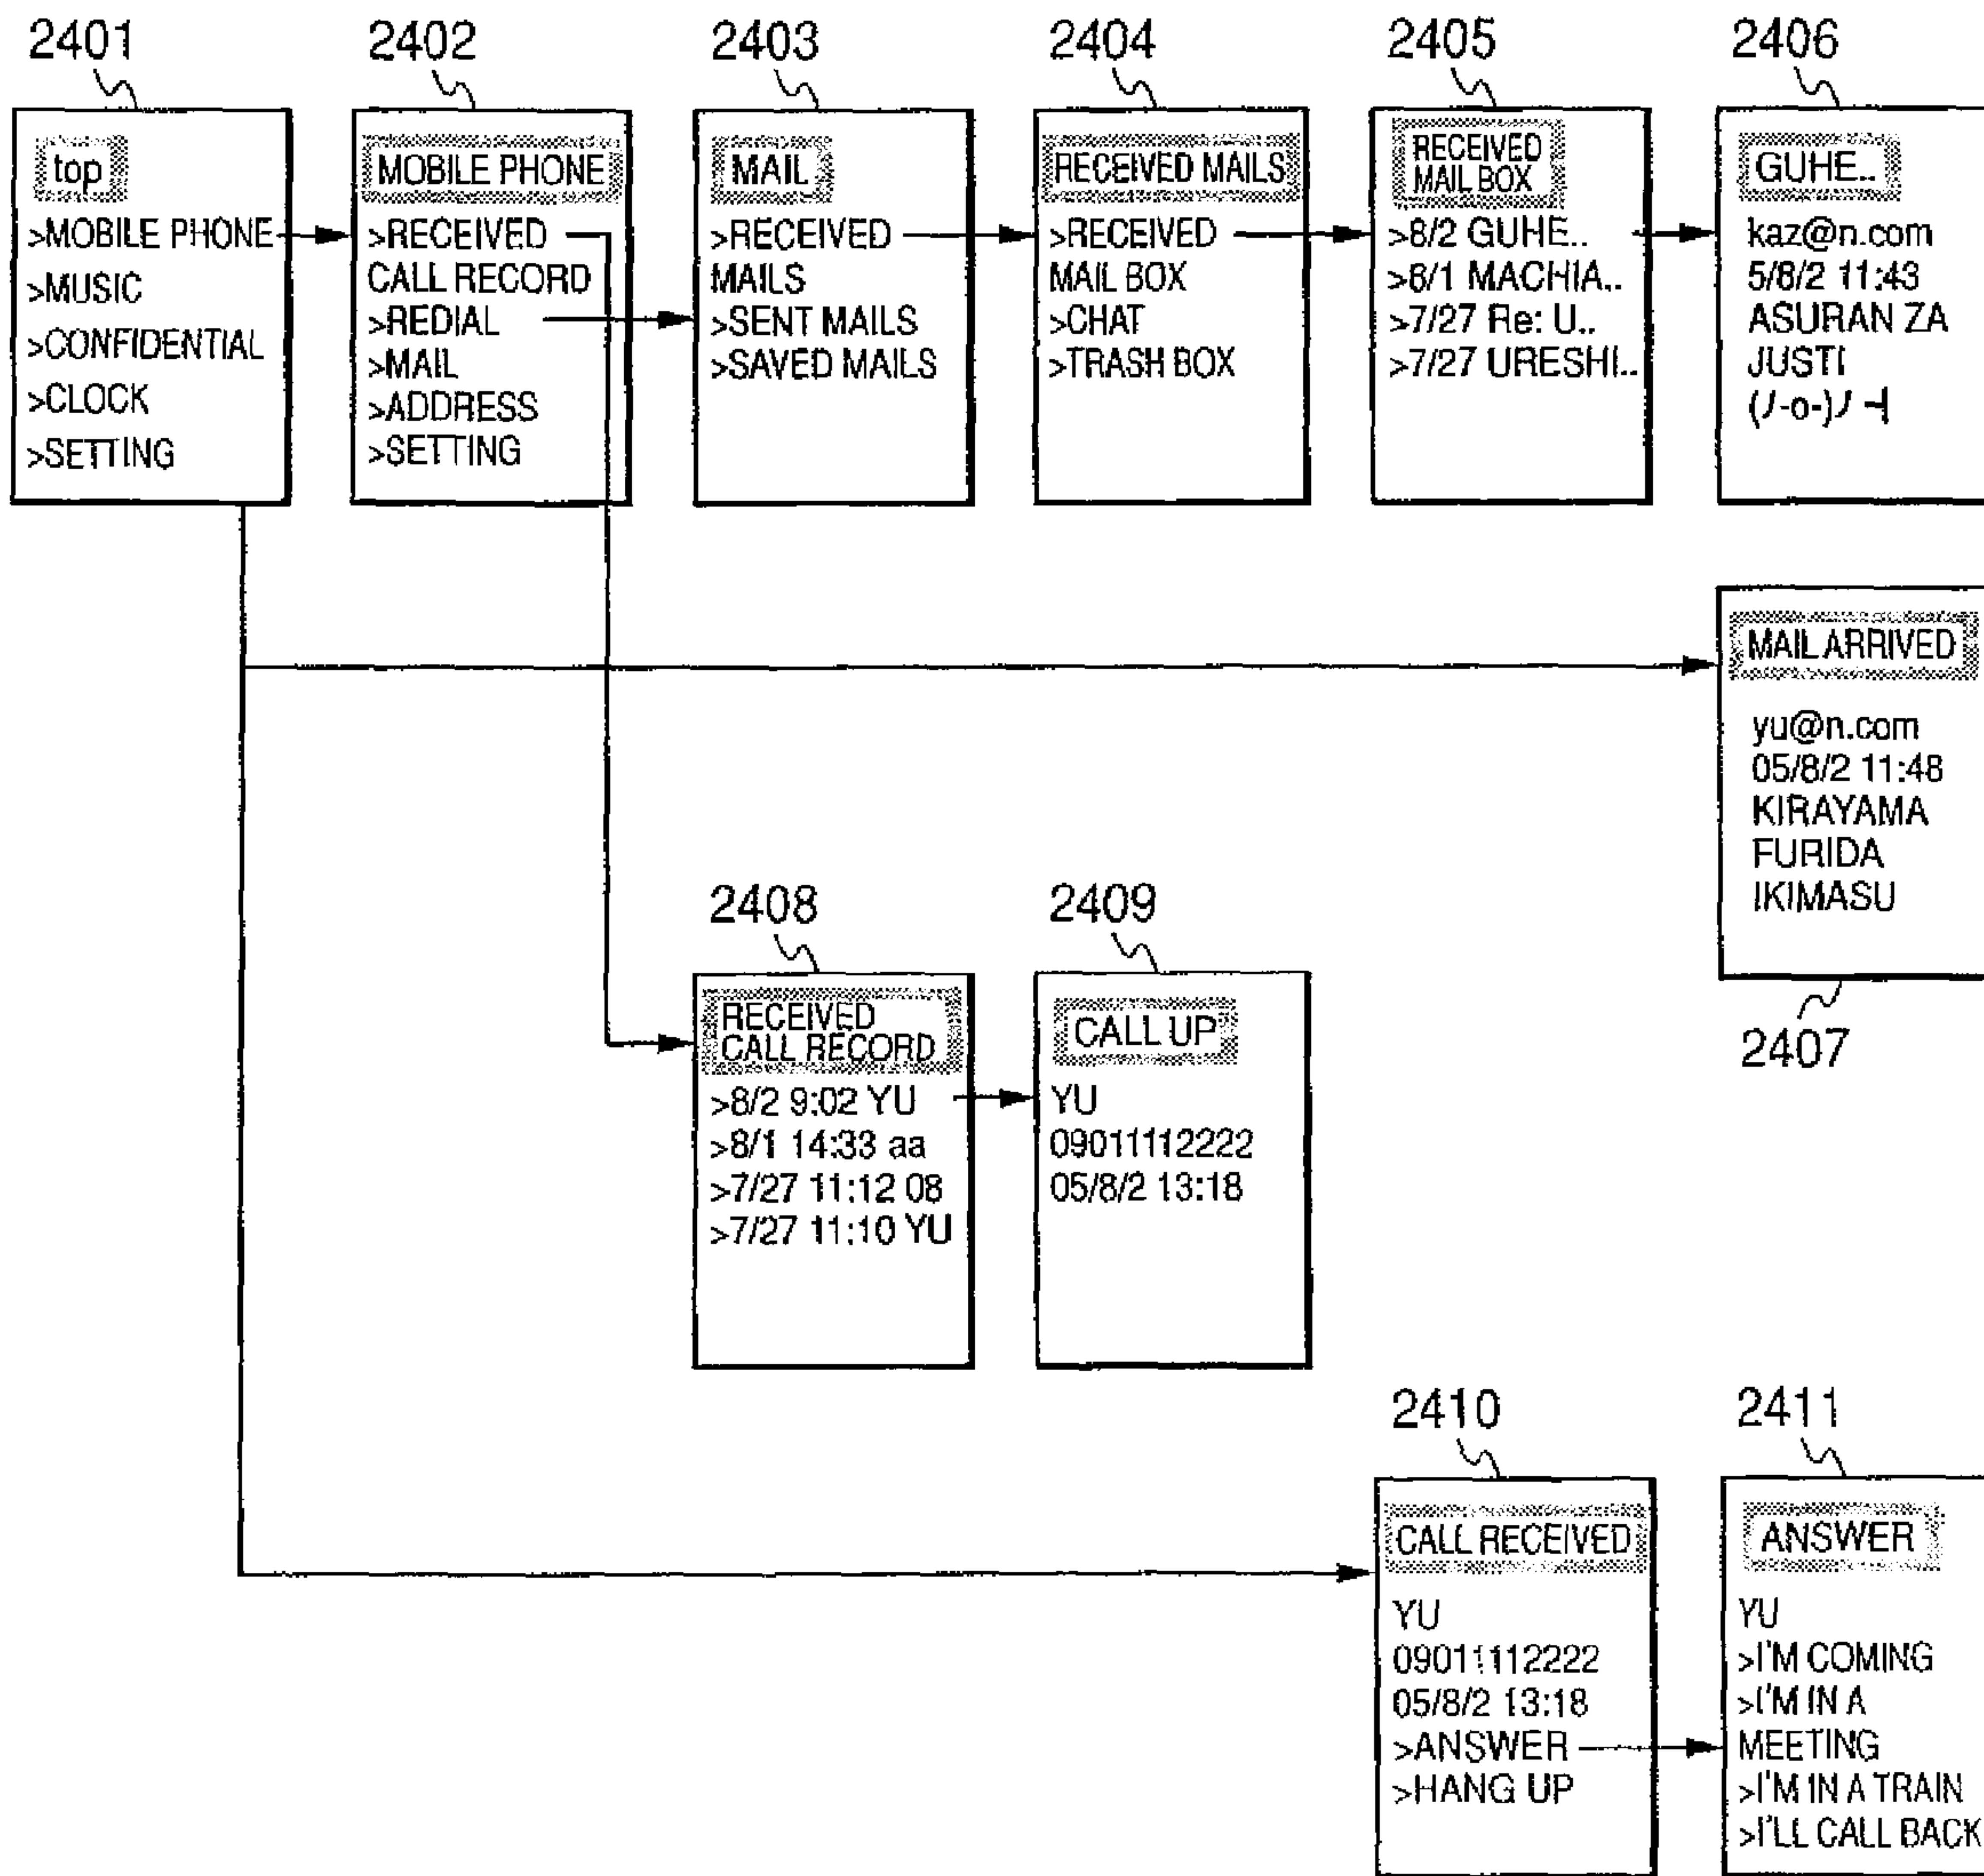 2401
2402
2403
2404
2405
2406
top
>MOBILE PHONE
>MUSIC
>CONFIDENTIAL
>CLOCK
>SETTING
MOBILE PHONE
>RECEIVED
CALL RECORD
>REDIAL
>MAIL
>ADDRESS
>SETTING
MAIL
>RECEIVED
MAILS
>SENT MAILS
>SAVED MAILS
RECEIVED MAILS
>RECEIVED
MAIL BOX
>CHAT
>TRASH BOX
RECEIVED
MAIL BOX
>8/2 GUHE..
>8/1 MACHIA..
>7/27 Re: U..
>7/27 URESHI..
GUHE..
kaz@n.com
5/8/2 11:43
ASURAN ZA
JUSTI
(ノ-o-)ノ ⊣
MAIL ARRIVED
yu@n.com
05/8/2 11:48
KIRAYAMA
FURIDA
IKIMASU
2407
2408
2409
RECEIVED
CALL RECORD
>8/2 9:02 YU
>8/1 14:33 aa
>7/27 11:12 08
>7/27 11:10 YU
CALL UP
YU
09011112222
05/8/2 13:18
2410
2411
CALL RECEIVED
YU
09011112222
05/8/2 13:18
>ANSWER
>HANG UP
ANSWER
YU
>I'M COMING
>I'M IN A
MEETING
>I'M IN A TRAIN
>I'LL CALL BACK